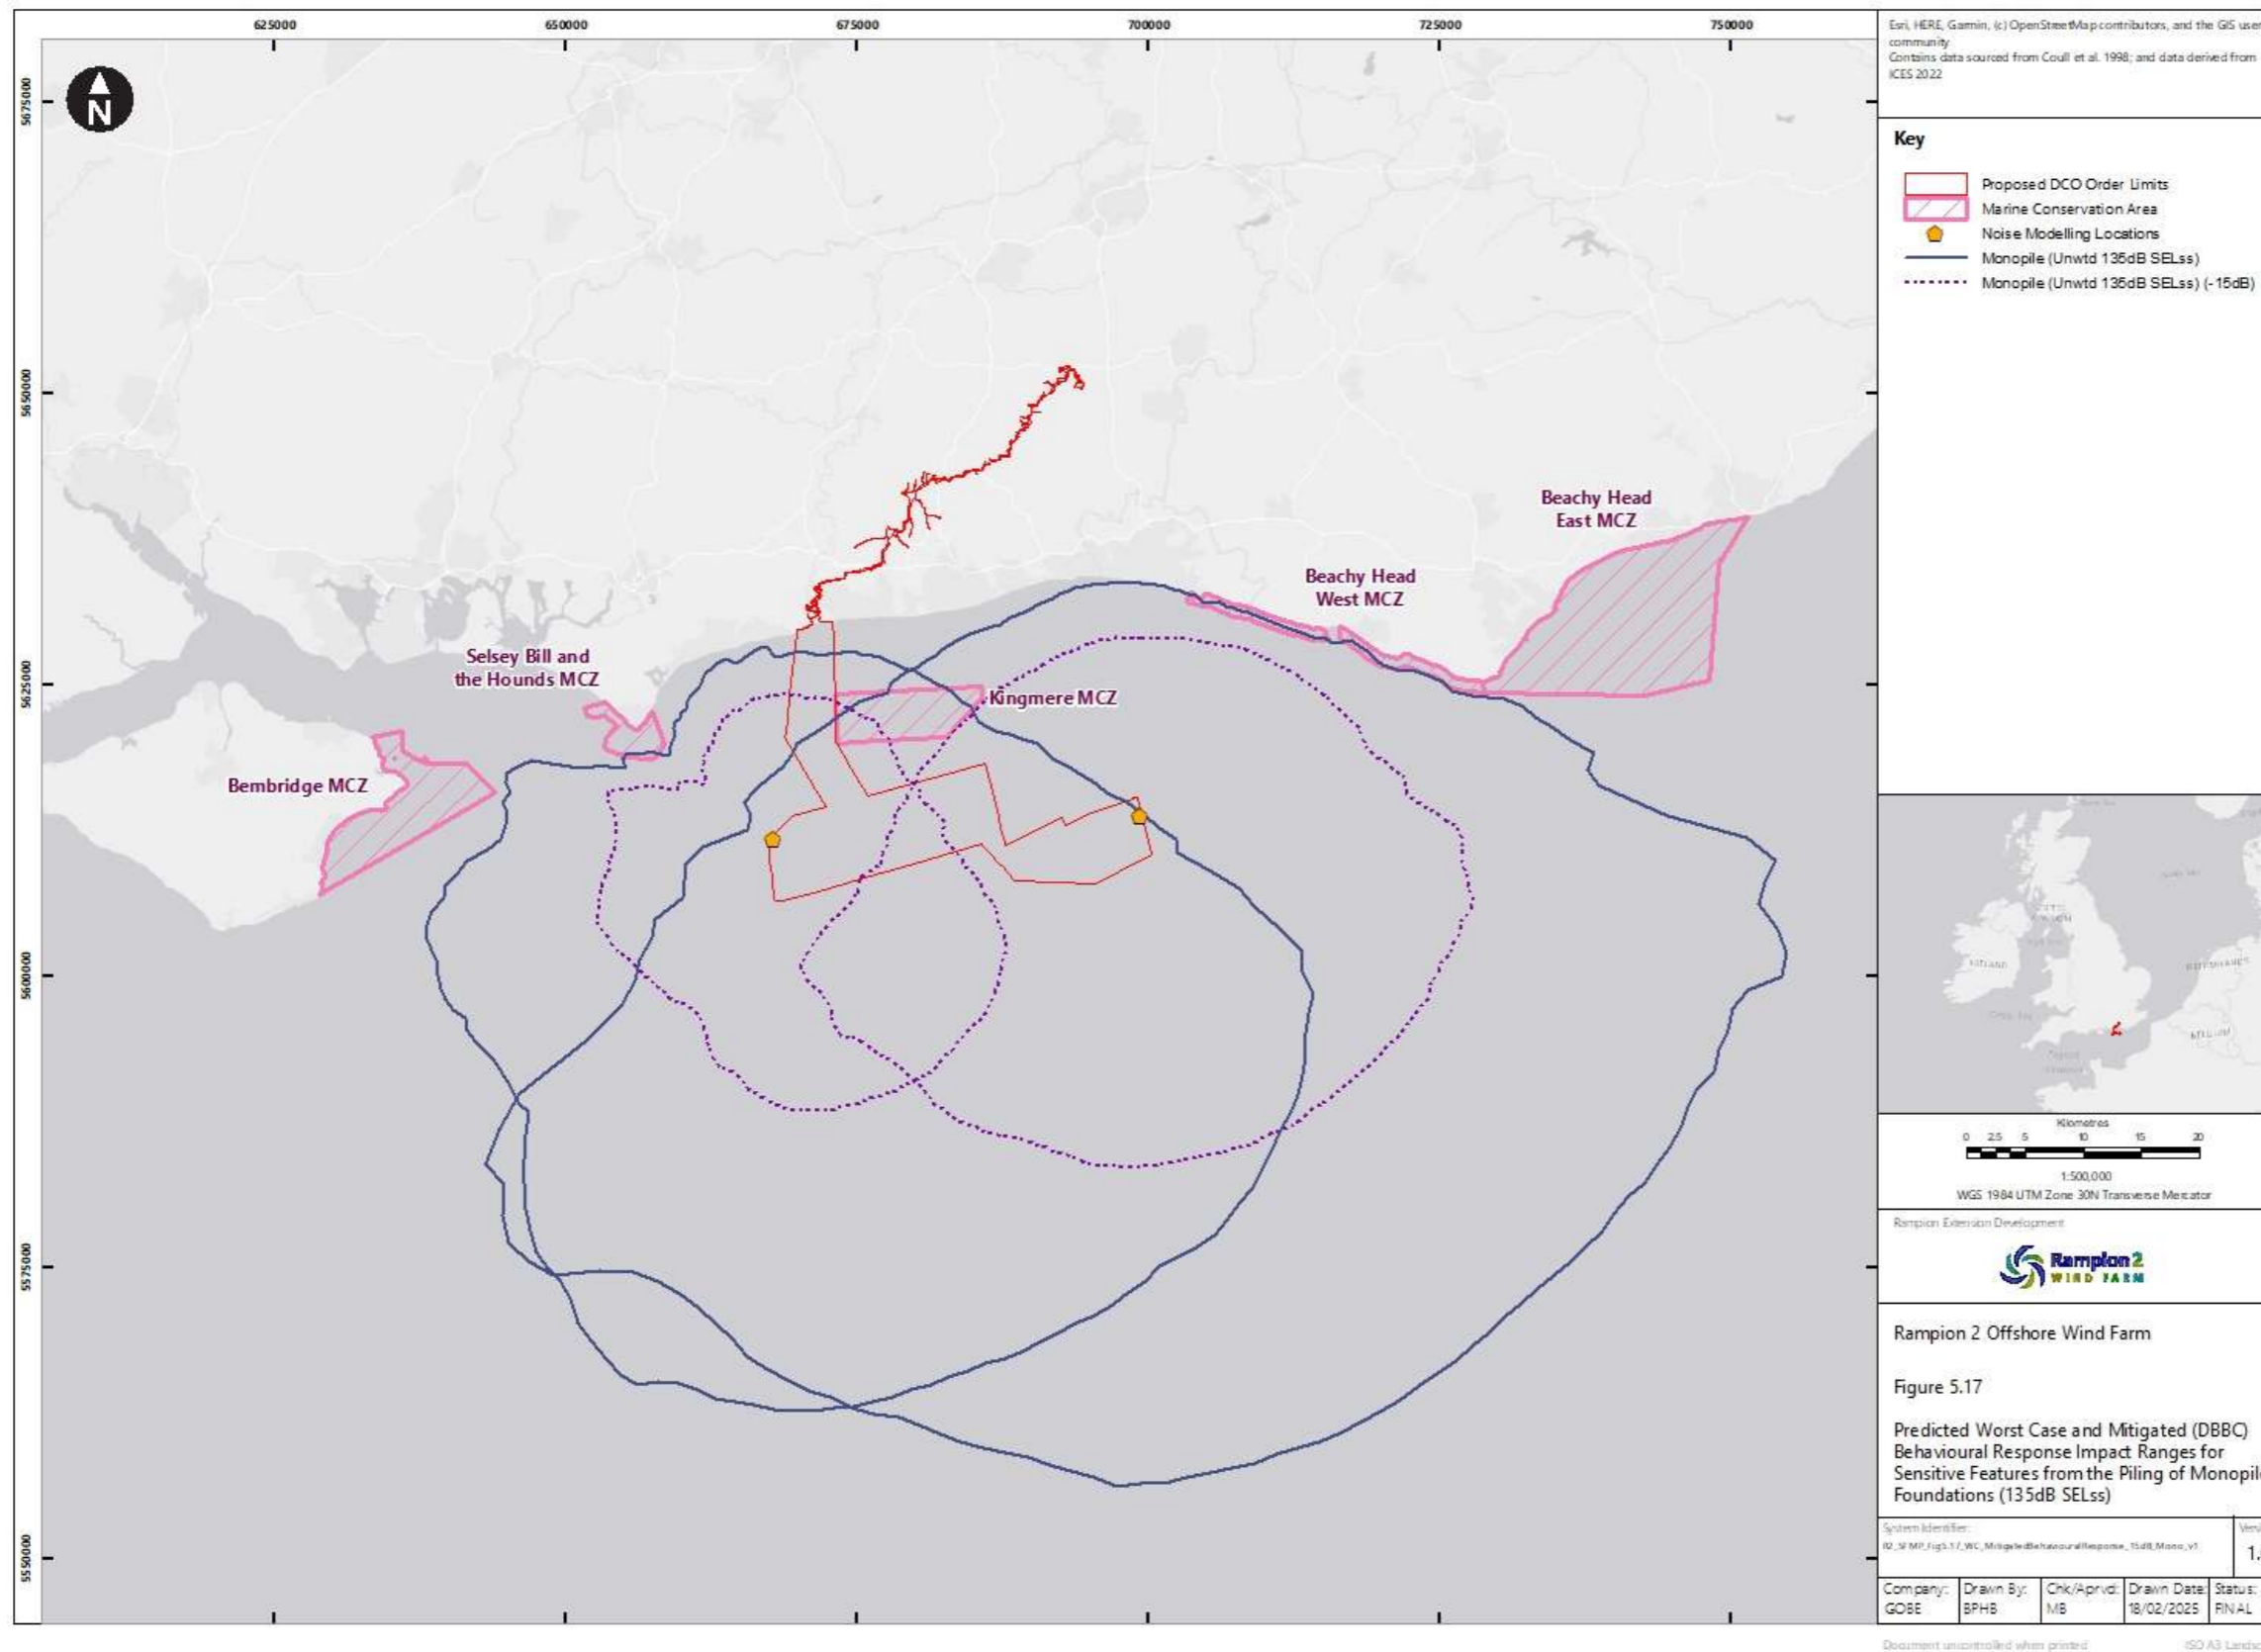 625000 650000 675000 700000 725000 750000
5675000
5650000
5625000
5600000
5575000
5550000
N
Beachy Head
East MCZ
Beachy Head
West MCZ
Selsey Bill and
the Hounds MCZ
Kingmere MCZ
Bembridge MCZ
Esri, HERE, Garmin, (c) OpenStreetMap contributors, and the GIS user
community
Contains data sourced from Coull et al. 1998; and data derived from
ICES 2022
Key
Proposed DCO Order Limits
Marine Conservation Area
Noise Modelling Locations
Monopile (Unwtd 135dB SELss)
Monopile (Unwtd 135dB SELss) (-15dB)
Kilometres
0 2.5 5 10 15 20
1:500,000
WGS 1984 UTM Zone 30N Transverse Mercator
Rampion Extension Development
Rampion 2
WIND FARM
Rampion 2 Offshore Wind Farm
Figure 5.17
Predicted Worst Case and Mitigated (DBBC)
Behavioural Response Impact Ranges for
Sensitive Features from the Piling of Monopile
Foundations (135dB SELss)
System Identifier:
R2_SFMP_Fig5.17_WC_MitigatedBehaviouralResponse_15dB_Mono_v1
1.
Company: Drawn By: Chk/Aprvd: Drawn Date: Status:
GOBE BPHB MB 18/02/2025 FINAL
Document uncontrolled when printed ISO A3